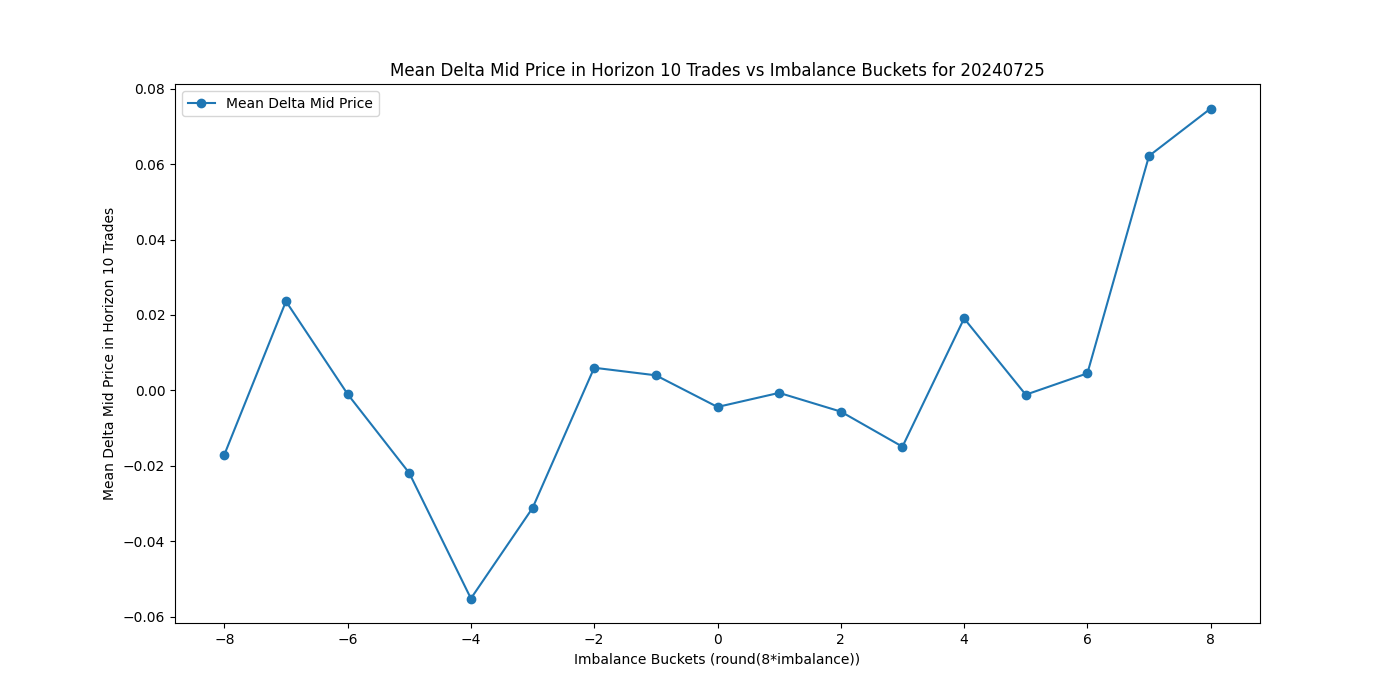 Mean Delta Mid Price in Horizon 10 Trades vs Imbalance Buckets for 20240725
Mean Delta Mid Price
Mean Delta Mid Price in Horizon 10 Trades
0.08
0.06
0.04
0.02
0.00
−0.02
−0.04
−0.06
−8 −6 −4 −2 0 2 4 6 8
Imbalance Buckets (round(8*imbalance))